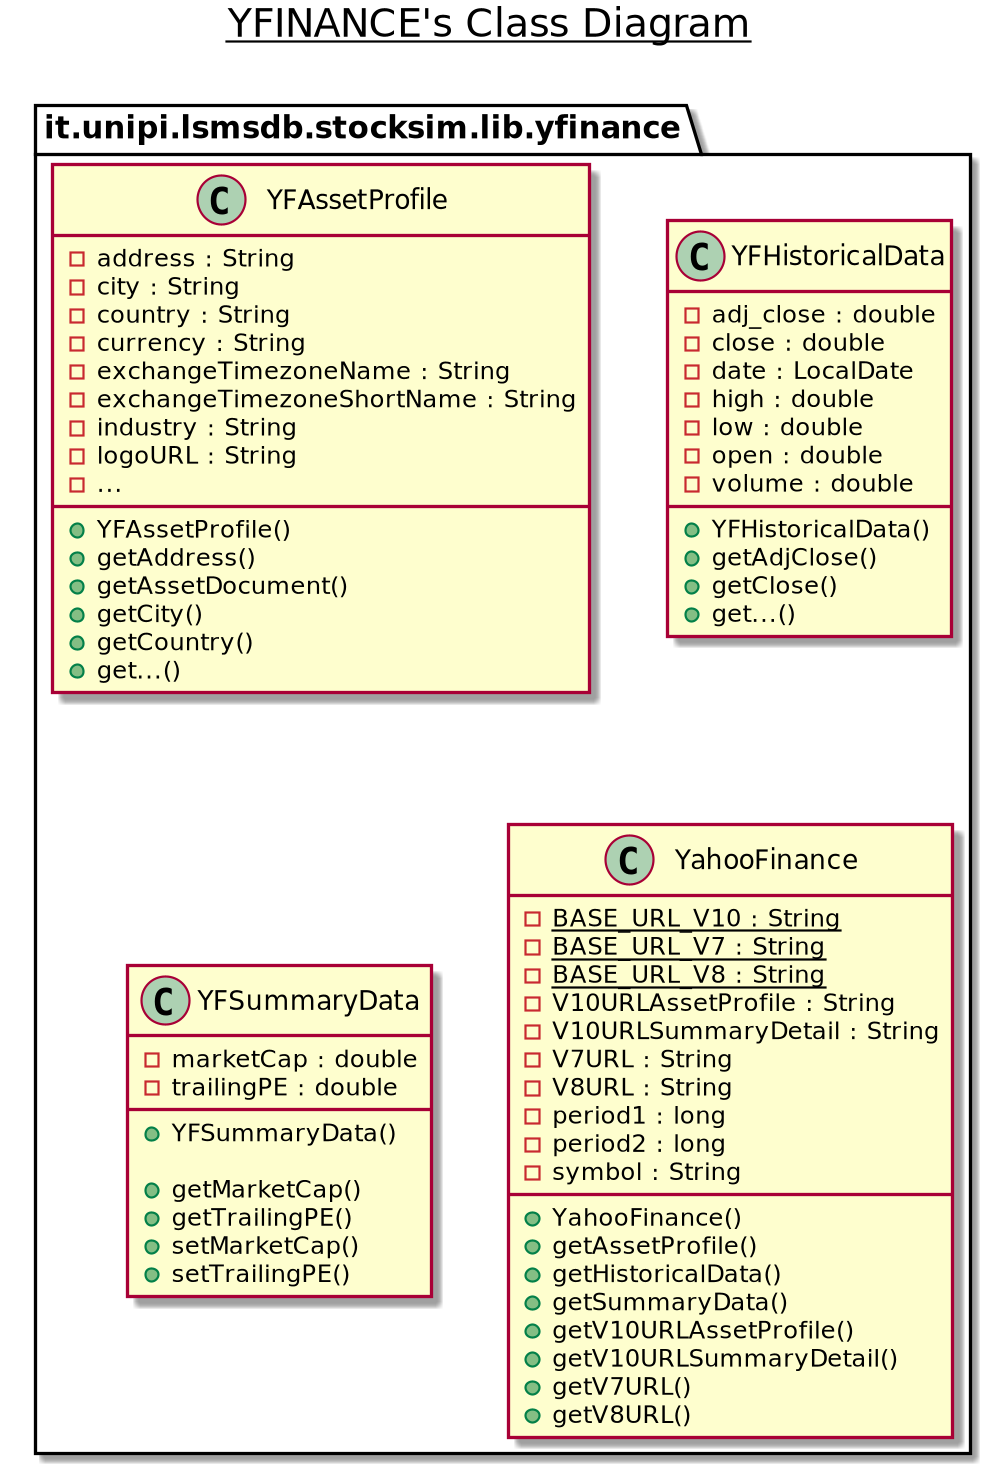 YFINANCE's Class Diagram
it.unipi.lsmsdb.stocksim.lib.yfinance
C YFAssetProfile
address : String
city : String
country : String
currency : String
exchangeTimezoneName : String
exchangeTimezoneShortName : String
industry : String
logoURL : String
...
YFAssetProfile()
getAddress()
getAssetDocument()
getCity()
getCountry()
get...()
C YFHistoricalData
adj_close : double
close : double
date : LocalDate
high : double
low : double
open : double
volume : double
YFHistoricalData()
getAdjClose()
getClose()
get...()
C YFSummaryData
marketCap : double
trailingPE : double
YFSummaryData()
getMarketCap()
getTrailingPE()
setMarketCap()
setTrailingPE()
C YahooFinance
BASE_URL_V10 : String
BASE_URL_V7 : String
BASE_URL_V8 : String
V10URLAssetProfile : String
V10URLSummaryDetail : String
V7URL : String
V8URL : String
period1 : long
period2 : long
symbol : String
YahooFinance()
getAssetProfile()
getHistoricalData()
getSummaryData()
getV10URLAssetProfile()
getV10URLSummaryDetail()
getV7URL()
getV8URL()